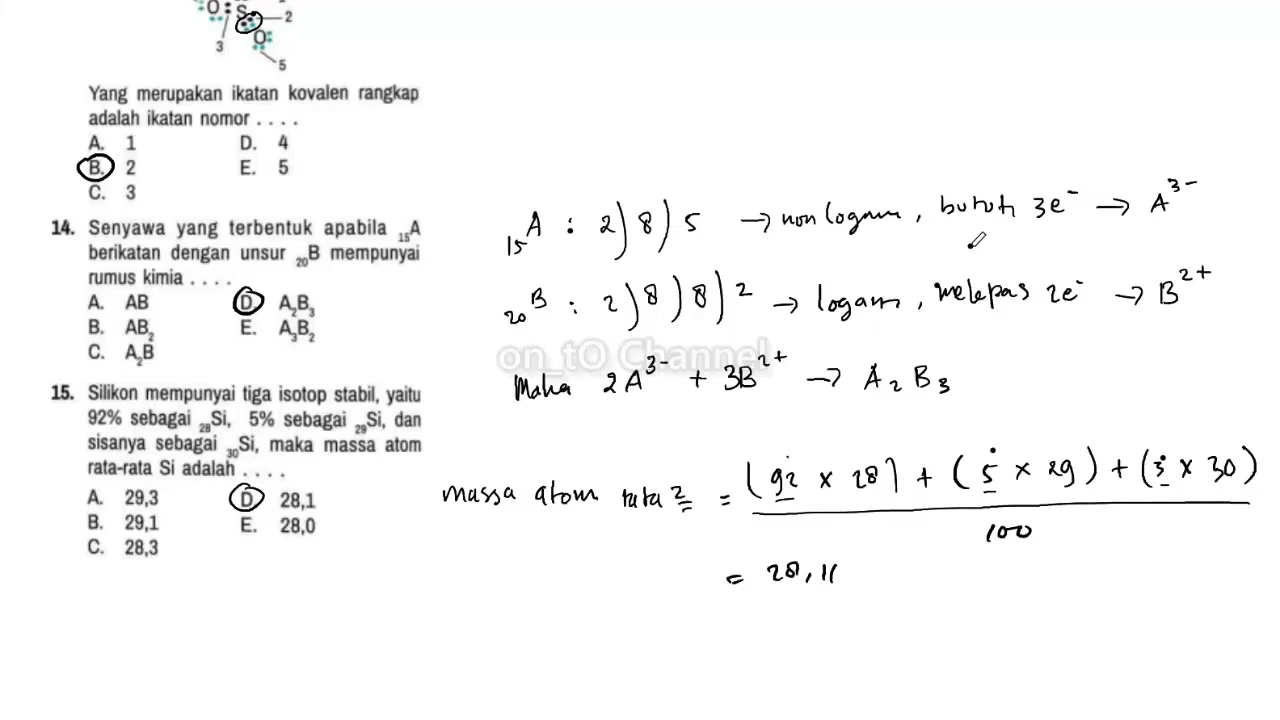 :O : S
2
3
O:
5
Yang merupakan ikatan kovalen rangkap
adalah ikatan nomor . . . .
A. 1 D. 4
B. 2 E. 5
C. 3
14. Senyawa yang terbentuk apabila ₁₅A
berikatan dengan unsur ₂₀B mempunyai
rumus kimia . . . .
A. AB D. A₂B₃
B. AB₂ E. A₃B₂
C. A₂B
15. Silikon mempunyai tiga isotop stabil, yaitu
92% sebagai ₂₈Si, 5% sebagai ₂₉Si, dan
sisanya sebagai ₃₀Si, maka massa atom
rata-rata Si adalah . . . .
A. 29,3 D. 28,1
B. 29,1 E. 28,0
C. 28,3
₁₅A : 2) 8) 5 → non logam, butuh 3e⁻ → A³⁻
₂₀B : 2) 8) 8) 2 → logam, melepas 2e⁻ → B²⁺
on_tO Channel
Maka 2A³⁻ + 3B²⁺ → A₂B₃
massa atom rata2 = (92 × 28) + (5 × 29) + (3 × 30)
100
= 28,11